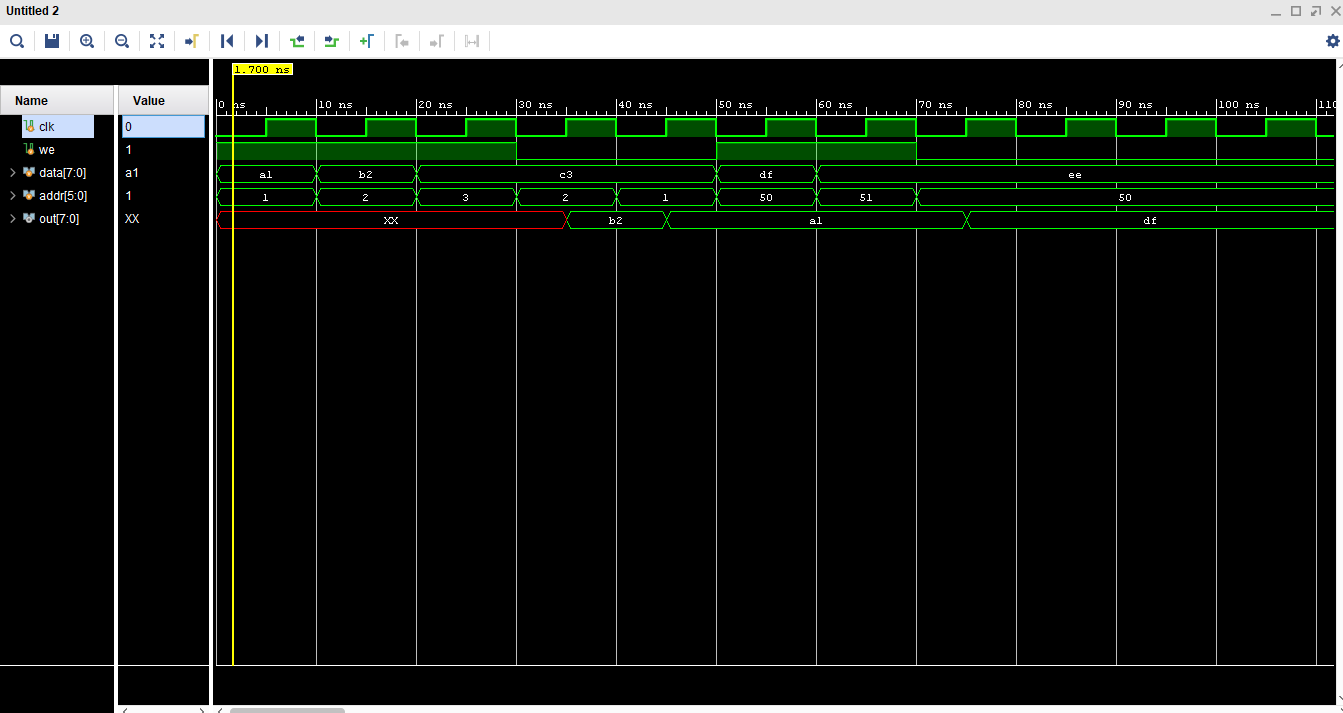 Untitled 2
1.700 ns
Name Value
0 ns 10 ns 20 ns 30 ns 40 ns 50 ns 60 ns 70 ns 80 ns 90 ns 100 ns 110
clk 0
we 1
data[7:0] a1 a1 b2 c3 df ee
addr[5:0] 1 1 2 3 2 1 50 51 50
out[7:0] XX XX b2 a1 df